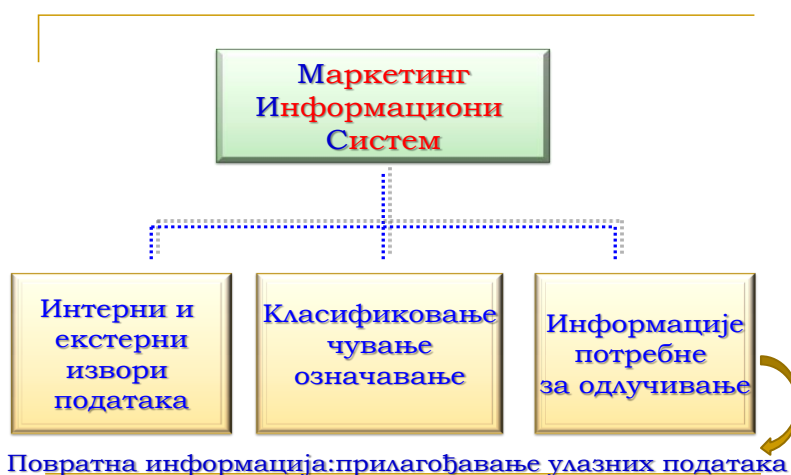 Маркетинг
Информациони
Систем
Интерни и
екстерни
извори
података
Класификовање
чување
означавање
Информације
потребне
за одлучивање
Повратна информација:прилагођавање улазних података